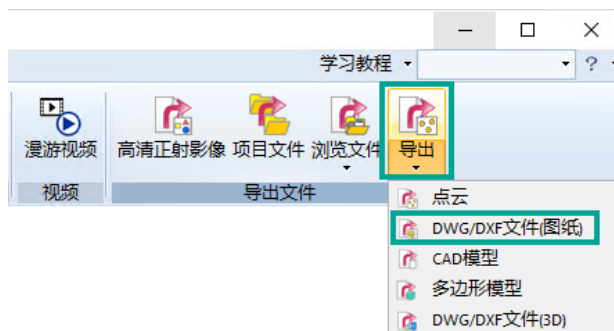 学习教程 ?
漫游视频 高清正射影像 项目文件 浏览文件 导出
视频 导出文件
点云
DWG/DXF文件(图纸)
CAD模型
多边形模型
DWG/DXF文件(3D)